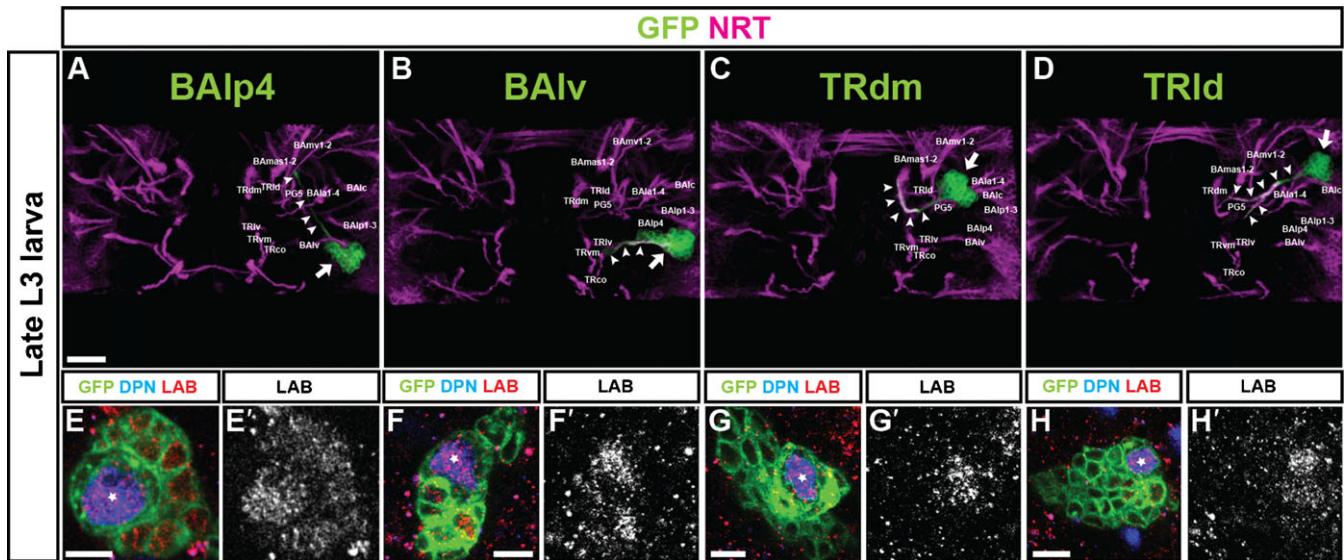 GFP NRT
Late L3 larva
A
BAlp4
BAmv1-2
BAmas1-2
TRdm
TRld
PG5
BAla1-4
BAlc
BAlp1-3
TRlv
TRvm
TRco
BAlv
B
BAlv
BAmv1-2
BAmas1-2
TRld
TRdm
PG5
BAla1-4
BAlc
BAlp1-3
BAlp4
TRlv
TRvm
TRco
C
TRdm
BAmv1-2
BAmas1-2
TRld
BAla1-4
BAlc
PG5
BAlp1-3
BAlp4
TRlv
BAlv
TRvm
TRco
D
TRld
BAmv1-2
BAmas1-2
TRdm
BAla1-4
BAlc
PG5
BAlp1-3
BAlp4
TRlv
BAlv
TRvm
TRco
GFP DPN LAB
LAB
GFP DPN LAB
LAB
GFP DPN LAB
LAB
GFP DPN LAB
LAB
E
E′
F
F′
G
G′
H
H′